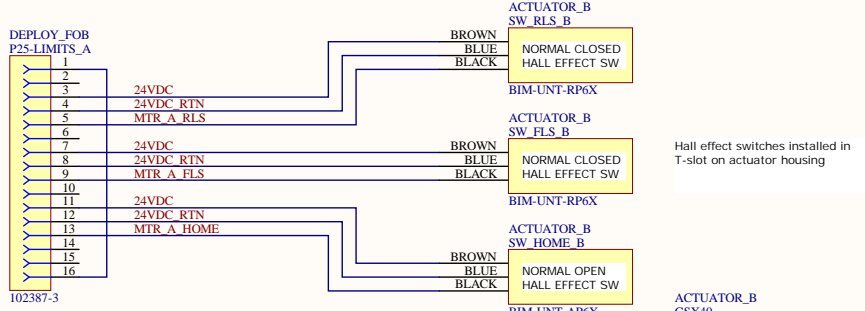 DEPLOY_FOB
P25-LIMITS_A
1
2
3
4
5
6
7
8
9
10
11
12
13
14
15
16
102387-3
24VDC
24VDC_RTN
MTR_A_RLS
24VDC
24VDC_RTN
MTR_A_FLS
24VDC
24VDC_RTN
MTR_A_HOME
ACTUATOR_B
SW_RLS_B
BROWN
BLUE
BLACK
NORMAL CLOSED
HALL EFFECT SW
BIM-UNT-RP6X
ACTUATOR_B
SW_FLS_B
BROWN
BLUE
BLACK
NORMAL CLOSED
HALL EFFECT SW
BIM-UNT-RP6X
ACTUATOR_B
SW_HOME_B
BROWN
BLUE
BLACK
NORMAL OPEN
HALL EFFECT SW
BIM-UNT-AP6X
Hall effect switches installed in
T-slot on actuator housing
ACTUATOR_B
GSX40